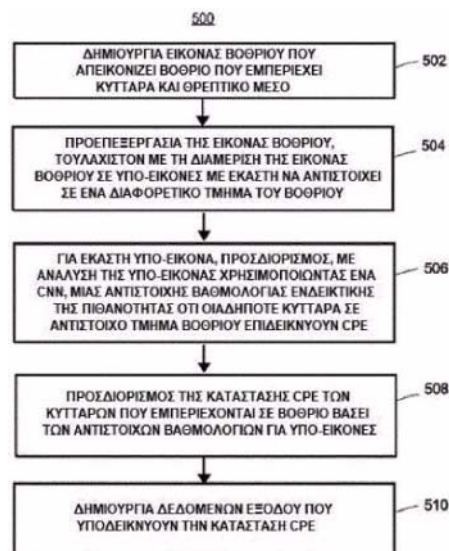 500
ΔΗΜΙΟΥΡΓΙΑ ΕΙΚΟΝΑΣ ΒΟΘΡΙΟΥ ΠΟΥ
ΑΠΕΙΚΟΝΙΖΕΙ ΒΟΘΡΙΟ ΠΟΥ ΕΜΠΕΡΙΕΧΕΙ
ΚΥΤΤΑΡΑ ΚΑΙ ΘΡΕΠΤΙΚΟ ΜΕΣΟ
502
ΠΡΟΕΠΕΞΕΡΓΑΣΙΑ ΤΗΣ ΕΙΚΟΝΑΣ ΒΟΘΡΙΟΥ,
ΤΟΥΛΑΧΙΣΤΟΝ ΜΕ ΤΗ ΔΙΑΜΕΡΙΣΗ ΤΗΣ ΕΙΚΟΝΑΣ
ΒΟΘΡΙΟΥ ΣΕ ΥΠΟ-ΕΙΚΟΝΕΣ ΜΕ ΕΚΑΣΤΗ ΝΑ ΑΝΤΙΣΤΟΙΧΕΙ
ΣΕ ΕΝΑ ΔΙΑΦΟΡΕΤΙΚΟ ΤΜΗΜΑ ΤΟΥ ΒΟΘΡΙΟΥ
504
ΓΙΑ ΕΚΑΣΤΗ ΥΠΟ-ΕΙΚΟΝΑ, ΠΡΟΣΔΙΟΡΙΣΜΟΣ, ΜΕ
ΑΝΑΛΥΣΗ ΤΗΣ ΥΠΟ-ΕΙΚΟΝΑΣ ΧΡΗΣΙΜΟΠΟΙΩΝΤΑΣ ΕΝΑ
CNN, ΜΙΑΣ ΑΝΤΙΣΤΟΙΧΗΣ ΒΑΘΜΟΛΟΓΙΑΣ ΕΝΔΕΙΚΤΙΚΗΣ
ΤΗΣ ΠΙΘΑΝΟΤΗΤΑΣ ΟΤΙ ΟΙΑΔΗΠΟΤΕ ΚΥΤΤΑΡΑ ΣΕ
ΑΝΤΙΣΤΟΙΧΟ ΤΜΗΜΑ ΒΟΘΡΙΟΥ ΕΠΙΔΕΙΚΝΥΟΥΝ CPE
506
ΠΡΟΣΔΙΟΡΙΣΜΟΣ ΤΗΣ ΚΑΤΑΣΤΑΣΗΣ CPE ΤΩΝ
ΚΥΤΤΑΡΩΝ ΠΟΥ ΕΜΠΕΡΙΕΧΟΝΤΑΙ ΣΕ ΒΟΘΡΙΟ ΒΑΣΕΙ
ΤΩΝ ΑΝΤΙΣΤΟΙΧΩΝ ΒΑΘΜΟΛΟΓΙΩΝ ΓΙΑ ΥΠΟ-ΕΙΚΟΝΕΣ
508
ΔΗΜΙΟΥΡΓΙΑ ΔΕΔΟΜΕΝΩΝ ΕΞΟΔΟΥ ΠΟΥ
ΥΠΟΔΕΙΚΝΥΟΥΝ ΤΗΝ ΚΑΤΑΣΤΑΣΗ CPE
510